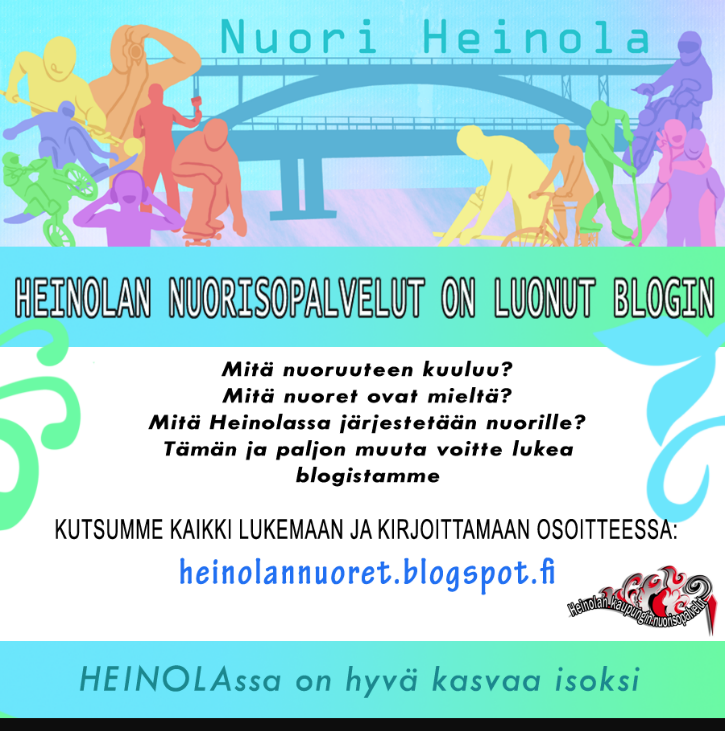 Nuori Heinola
HEINOLAN NUORISOPALVELUT ON LUONUT BLOGIN
Mitä nuoruuteen kuuluu?
Mitä nuoret ovat mieltä?
Mitä Heinolassa järjestetään nuorille?
Tämän ja paljon muuta voitte lukea
blogistamme
KUTSUMME KAIKKI LUKEMAAN JA KIRJOITTAMAAN OSOITTEESSA:
heinolannuoret.blogspot.fi
Heinolan kaupungin nuorisopalvelut
HEINOLAssa on hyvä kasvaa isoksi